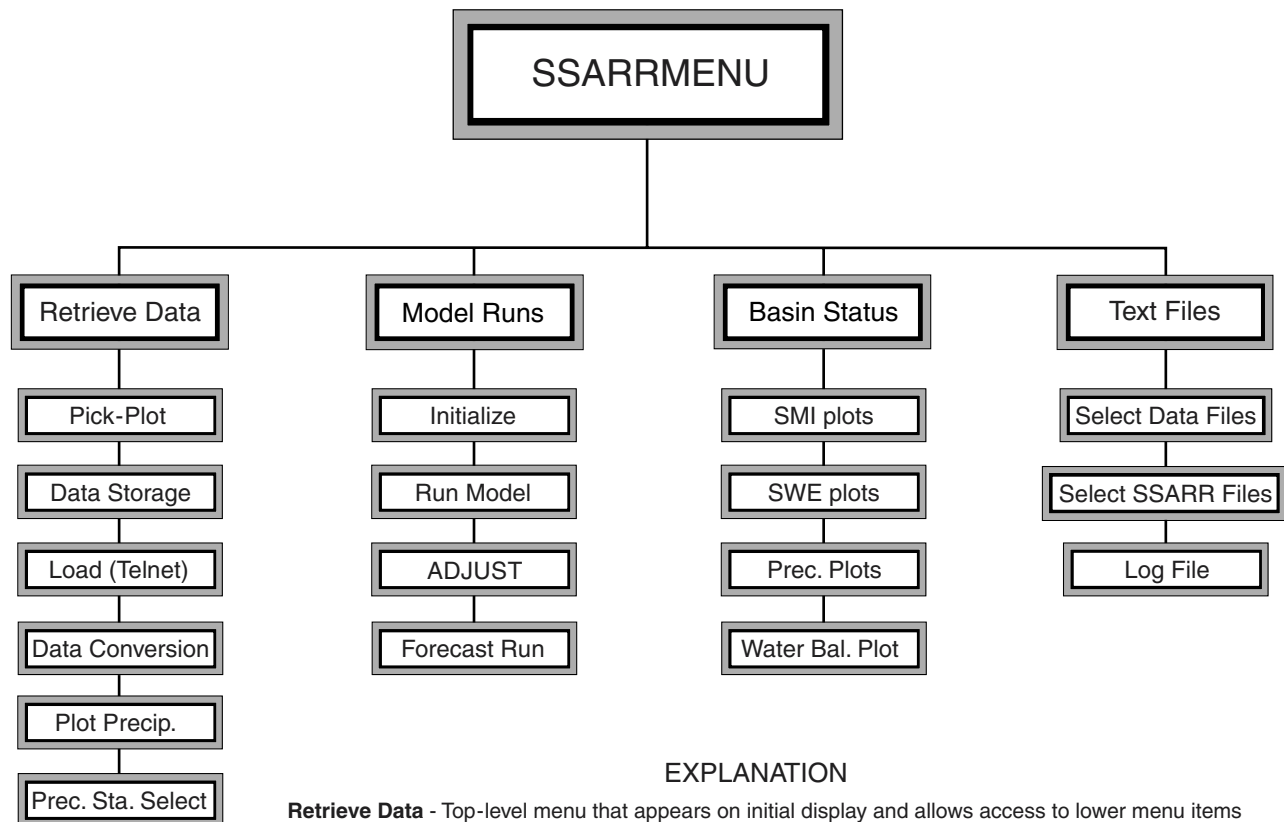 SSARRMENU
Retrieve Data
Pick-Plot
Data Storage
Load (Telnet)
Data Conversion
Plot Precip.
Prec. Sta. Select
Model Runs
Initialize
Run Model
ADJUST
Forecast Run
Basin Status
SMI plots
SWE plots
Prec. Plots
Water Bal. Plot
Text Files
Select Data Files
Select SSARR Files
Log File
EXPLANATION
Retrieve Data - Top-level menu that appears on initial display and allows access to lower menu items